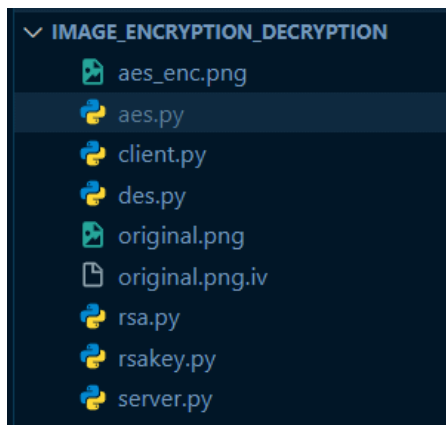 IMAGE_ENCRYPTION_DECRYPTION
aes_enc.png
aes.py
client.py
des.py
original.png
original.png.iv
rsa.py
rsakey.py
server.py